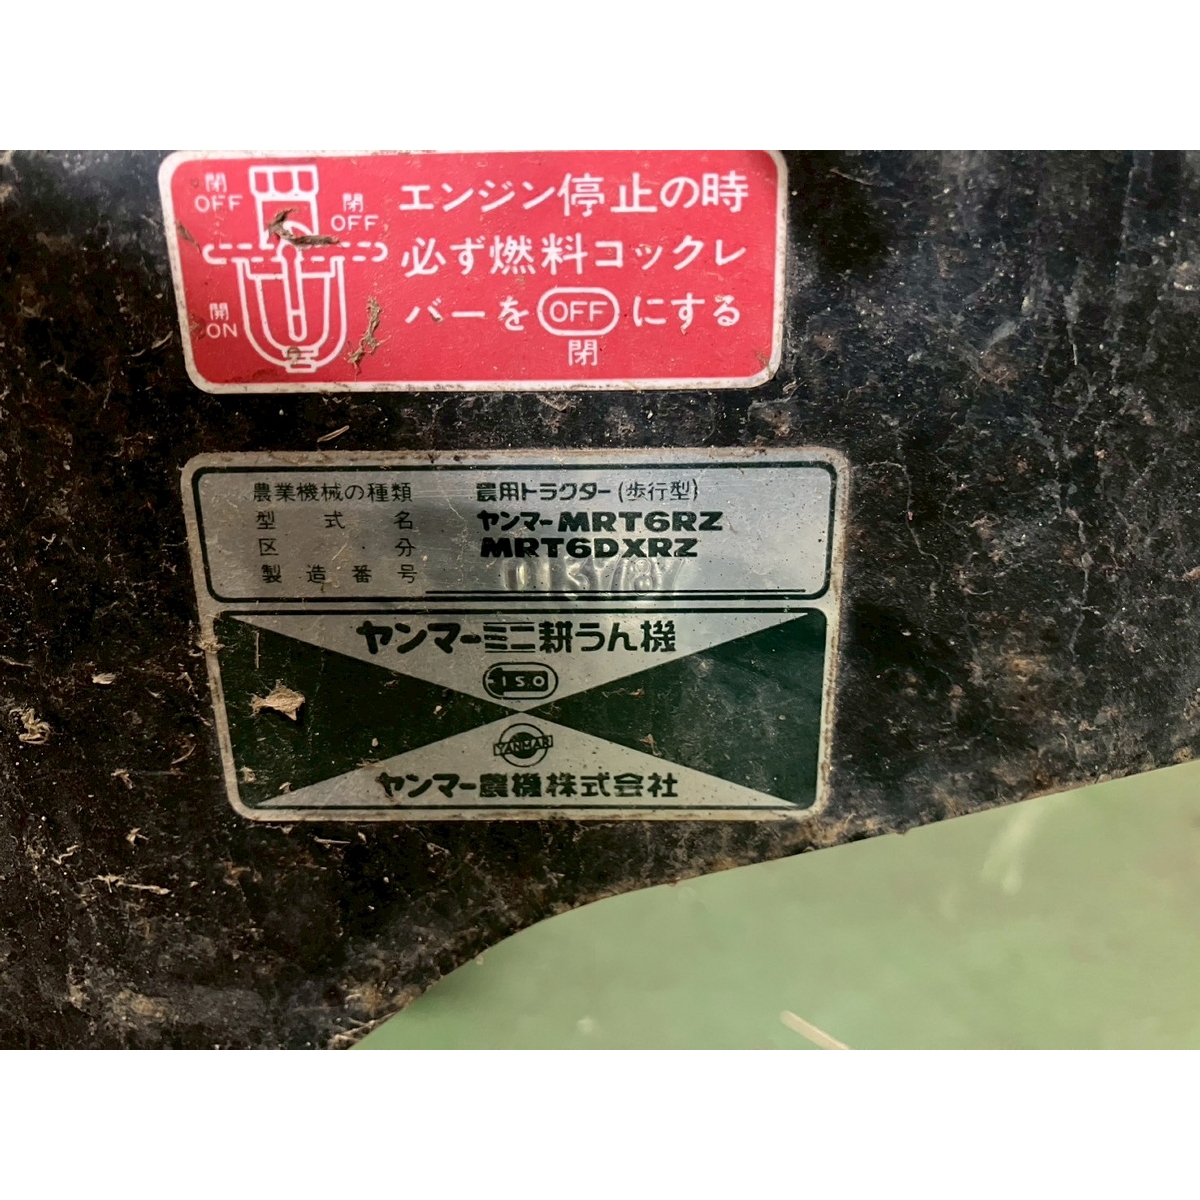 閉
OFF
閉
OFF
開
ON
エンジン停止の時
必ず燃料コックレ
バーを OFF にする
閉
農業機械の種類 農用トラクター(歩行型)
型式名 ヤンマーMRT6RZ
区分 MRT6DXRZ
製造番号
ヤンマーミニ耕うん機
ISO
YANMAR
ヤンマー農機株式会社